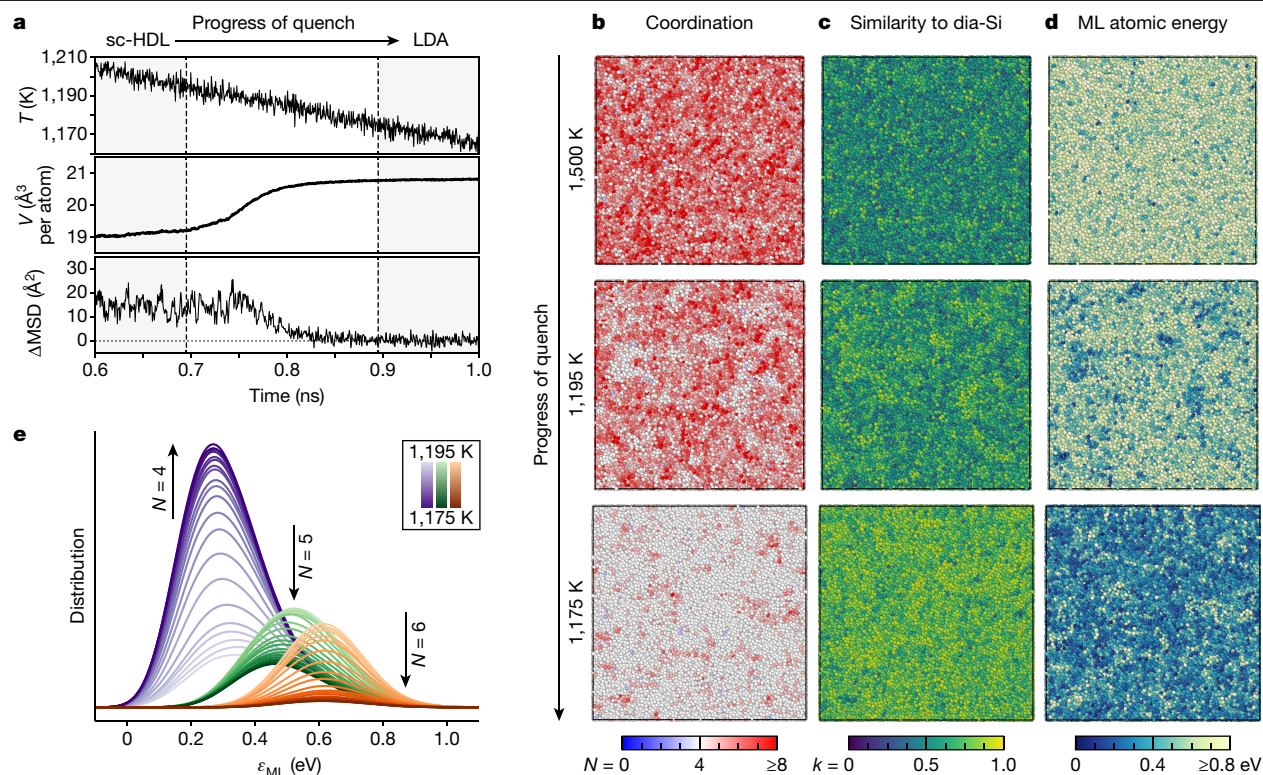 a
Progress of quench
sc-HDL
LDA
1,210
1,190
1,170
T (K)
21
20
19
V (Å³
per atom)
30
20
10
0
ΔMSD (Å²)
0.6 0.7 0.8 0.9 1.0
Time (ns)
e
N = 4
N = 5
N = 6
1,195 K
1,175 K
Distribution
0 0.2 0.4 0.6 0.8 1.0
εML (eV)
Progress of quench
1,500 K
1,195 K
1,175 K
b Coordination
N = 0 4 ≥8
c Similarity to dia-Si
k = 0 0.5 1.0
d ML atomic energy
0 0.4 ≥0.8 eV